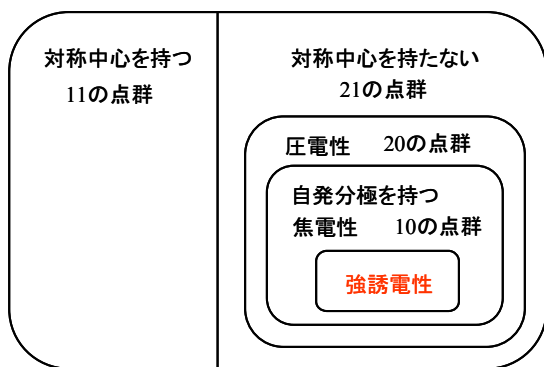 対称中心を持つ
11の点群
対称中心を持たない
21の点群
圧電性 20の点群
自発分極を持つ
焦電性 10の点群
強誘電性